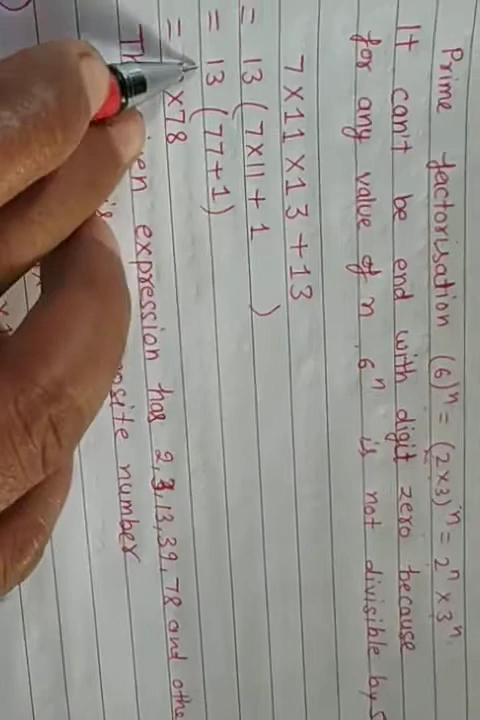 Prime factorisation (6)ⁿ = (2×3)ⁿ = 2ⁿ × 3ⁿ.
It can't be end with digit zero because
for any value of n, 6ⁿ is not divisible by 5
7×11×13+13
= 13 (7×11+1)
= 13 (77+1)
= ×78
expression has 2,3,13,39,78 and
is number